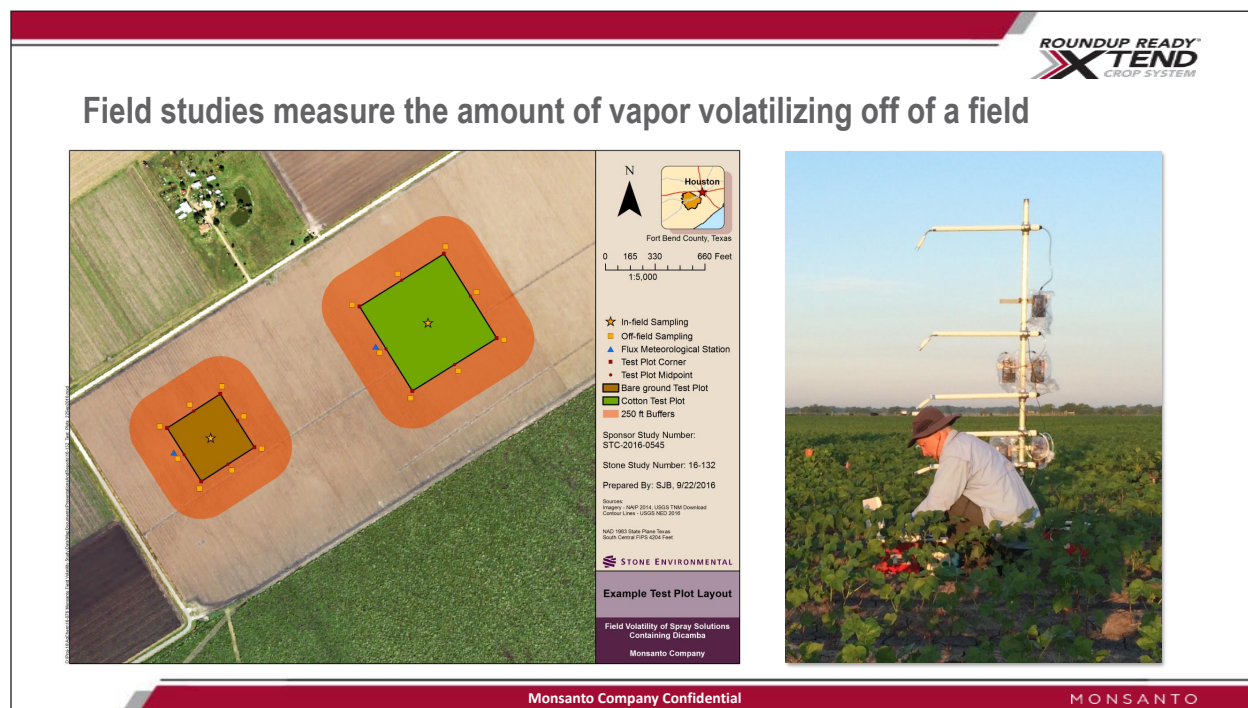 ROUNDUP READY
XTEND
CROP SYSTEM
Field studies measure the amount of vapor volatilizing off of a field
N
Houston
Fort Bend County, Texas
0 165 330 660 Feet
1:5,000
In-field Sampling
Off-field Sampling
Flux Meteorological Station
Test Plot Corner
Test Plot Midpoint
Bare ground Test Plot
Cotton Test Plot
250 ft Buffers
Sponsor Study Number:
STC-2016-0545
Stone Study Number: 16-132
Prepared By: SJB, 9/22/2016
Sources:
Imagery - NAIP 2014, USGS TNM Download
Contour Lines - USGS NED 2016
NAD 1983 State Plane Texas
South Central FIPS 4204 Feet
STONE ENVIRONMENTAL
Example Test Plot Layout
Field Volatility of Spray Solutions
Containing Dicamba
Monsanto Company
Monsanto Company Confidential
MONSANTO